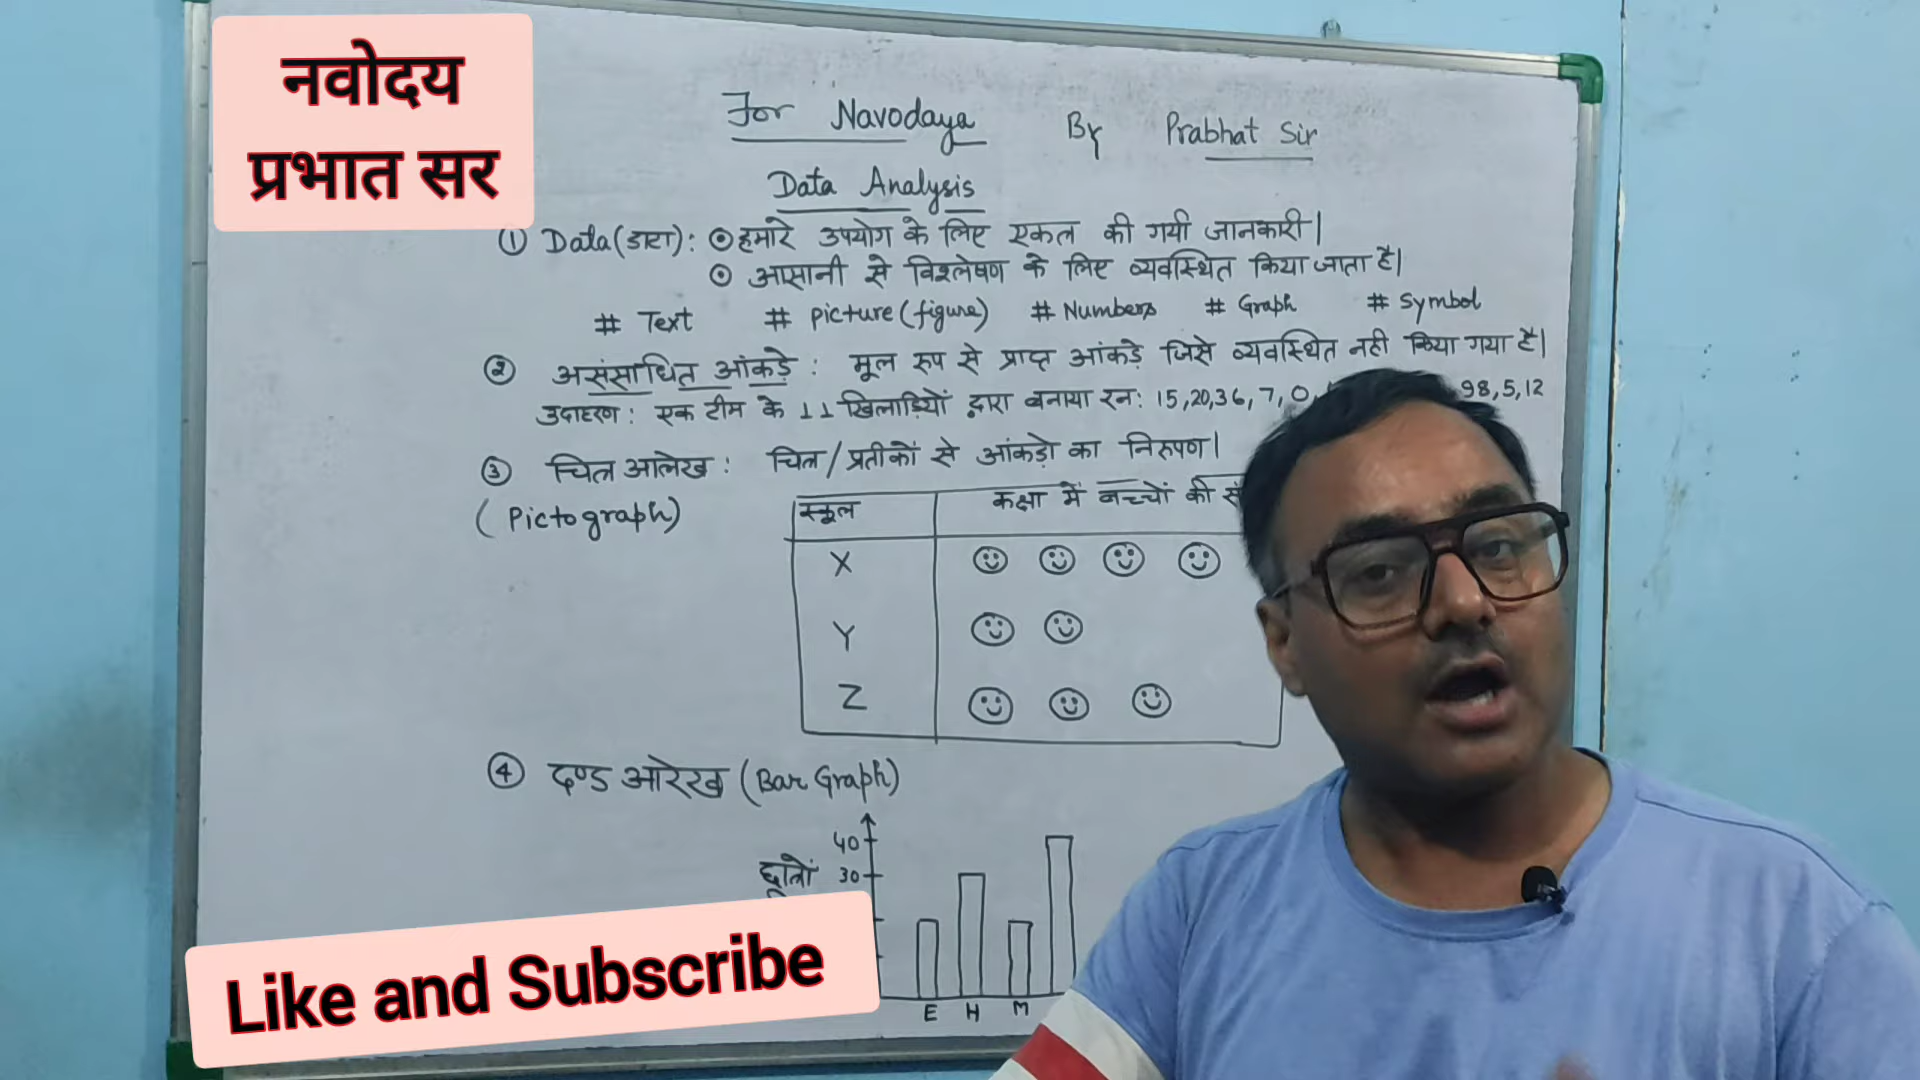 नवोदय
प्रभात सर
For Navodaya By Prabhat Sir
Data Analysis
① Data(डाटा): ⊙ हमारे उपयोग के लिए एकत्र की गयी जानकारी।
⊙ आसानी से विश्लेषण के लिए व्यवस्थित किया जाता है।
# Text # picture(figure) # Numbers # Graph # Symbol
② असंसाधित आंकड़े : मूल रूप से प्राप्त आंकड़े जिसे व्यवस्थित नही किया गया है।
उदाहरण : एक टीम के 11 खिलाड़ियों द्वारा बनाया रन: 15,20,36,7,0, 98,5,12
③ चित्र आलेख : चित्र/प्रतीकों से आंकड़ो का निरूपण।
(Pictograph)
स्कूल कक्षा में बच्चों की
X
Y
Z
④ दण्ड आरेख (Bar Graph)
40
छात्रों 30
E H M
Like and Subscribe